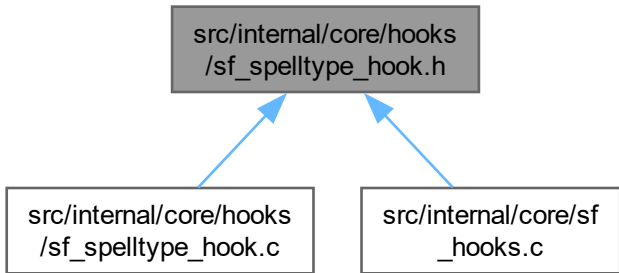 src/internal/core/hooks
/sf_spelltype_hook.h
src/internal/core/hooks
/sf_spelltype_hook.c
src/internal/core/sf
_hooks.c